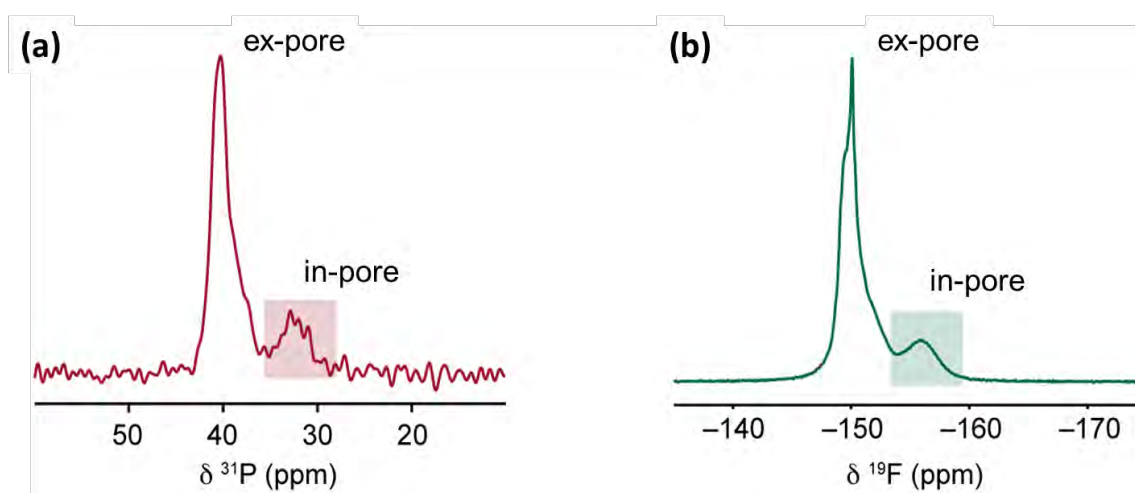 (a)
ex-pore
in-pore
50 40 30 20
δ ³¹P (ppm)
(b)
ex-pore
in-pore
−140 −150 −160 −170
δ ¹⁹F (ppm)